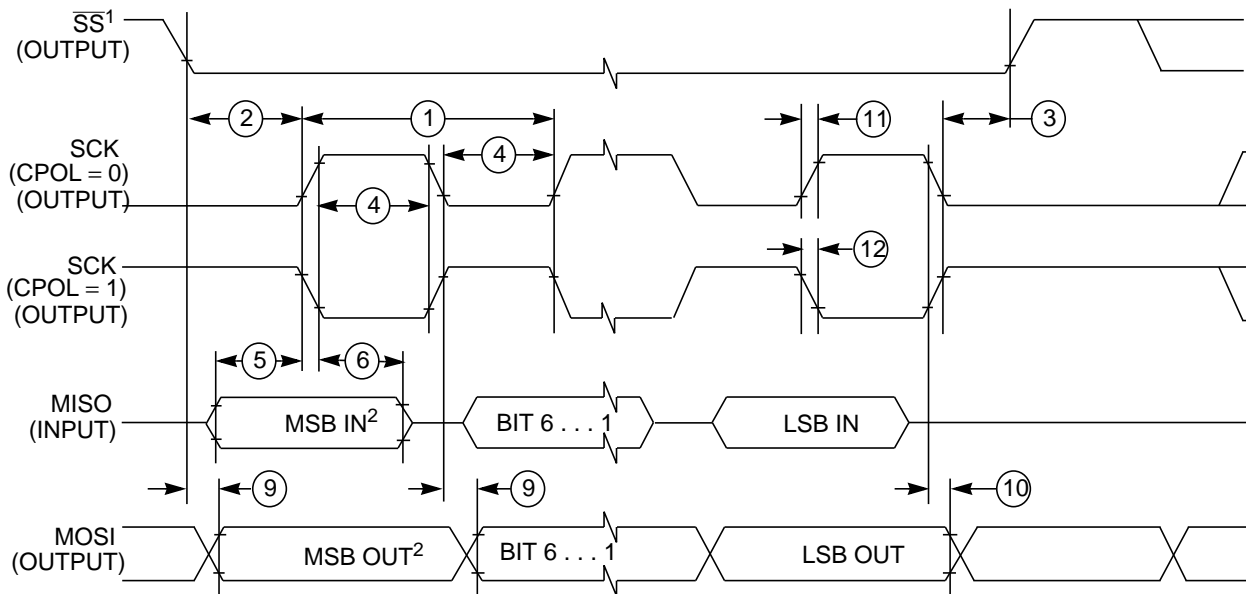 SS¹
(OUTPUT)
2
1
11
3
SCK
(CPOL = 0)
(OUTPUT)
4
4
12
SCK
(CPOL = 1)
(OUTPUT)
5
6
MISO
(INPUT)
MSB IN²
BIT 6 . . . 1
LSB IN
9
9
10
MOSI
(OUTPUT)
MSB OUT²
BIT 6 . . . 1
LSB OUT